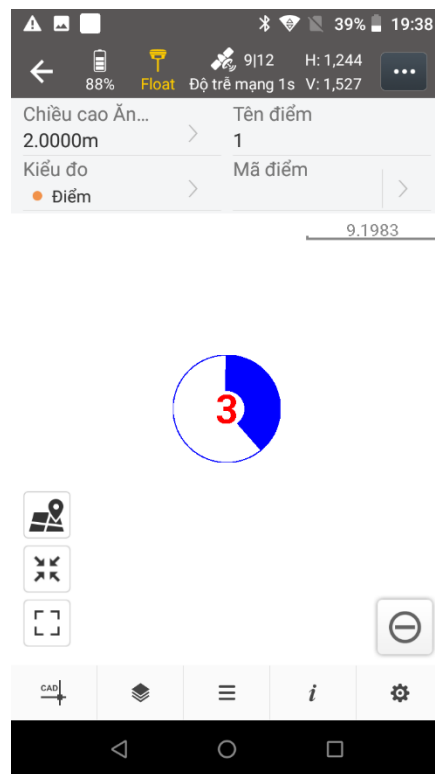 39% 19:38
9|12 H: 1,244
88% Float Độ trễ mạng 1s V: 1,527
Chiều cao Ăn... Tên điểm
2.0000m 1
Kiểu đo Mã điểm
Điểm
9.1983
3
CAD
i